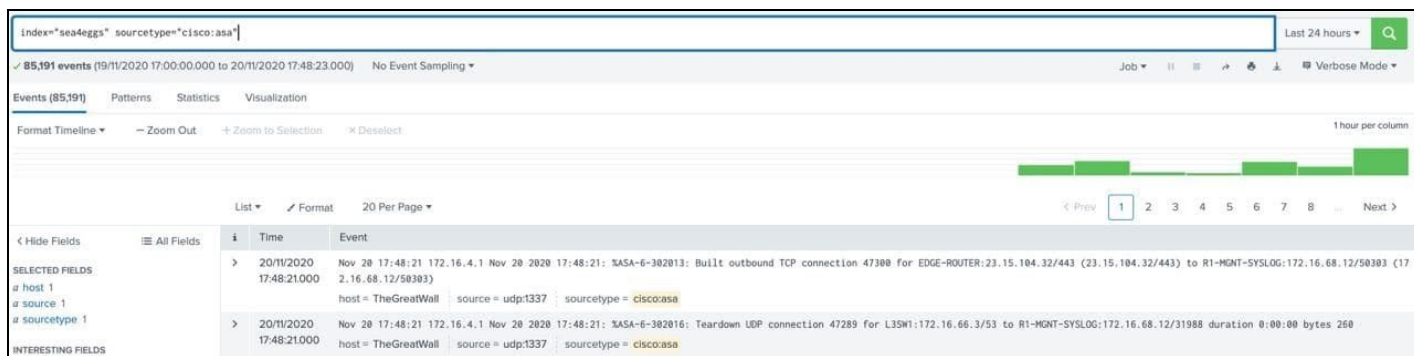 index="sea4eggs" sourcetype="cisco:asa"
Last 24 hours
85,191 events (19/11/2020 17:00:00.000 to 20/11/2020 17:48:23.000) No Event Sampling
Job Verbose Mode
Events (85,191) Patterns Statistics Visualization
Format Timeline — Zoom Out + Zoom to Selection × Deselect
1 hour per column
List Format 20 Per Page
< Prev 1 2 3 4 5 6 7 8 ... Next >
< Hide Fields All Fields
i Time Event
SELECTED FIELDS
a host 1
a source 1
a sourcetype 1
INTERESTING FIELDS
> 20/11/2020 17:48:21.000
Nov 20 17:48:21 172.16.4.1 Nov 20 2020 17:48:21: %ASA-6-302013: Built outbound TCP connection 47300 for EDGE-ROUTER:23.15.104.32/443 (23.15.104.32/443) to R1-MGNT-SYSLOG:172.16.68.12/50303 (17
2.16.68.12/50303)
host = TheGreatWall source = udp:1337 sourcetype = cisco:asa
> 20/11/2020 17:48:21.000
Nov 20 17:48:21 172.16.4.1 Nov 20 2020 17:48:21: %ASA-6-302016: Teardown UDP connection 47289 for L3SW1:172.16.66.3/53 to R1-MGNT-SYSLOG:172.16.68.12/31988 duration 0:00:00 bytes 260
host = TheGreatWall source = udp:1337 sourcetype = cisco:asa